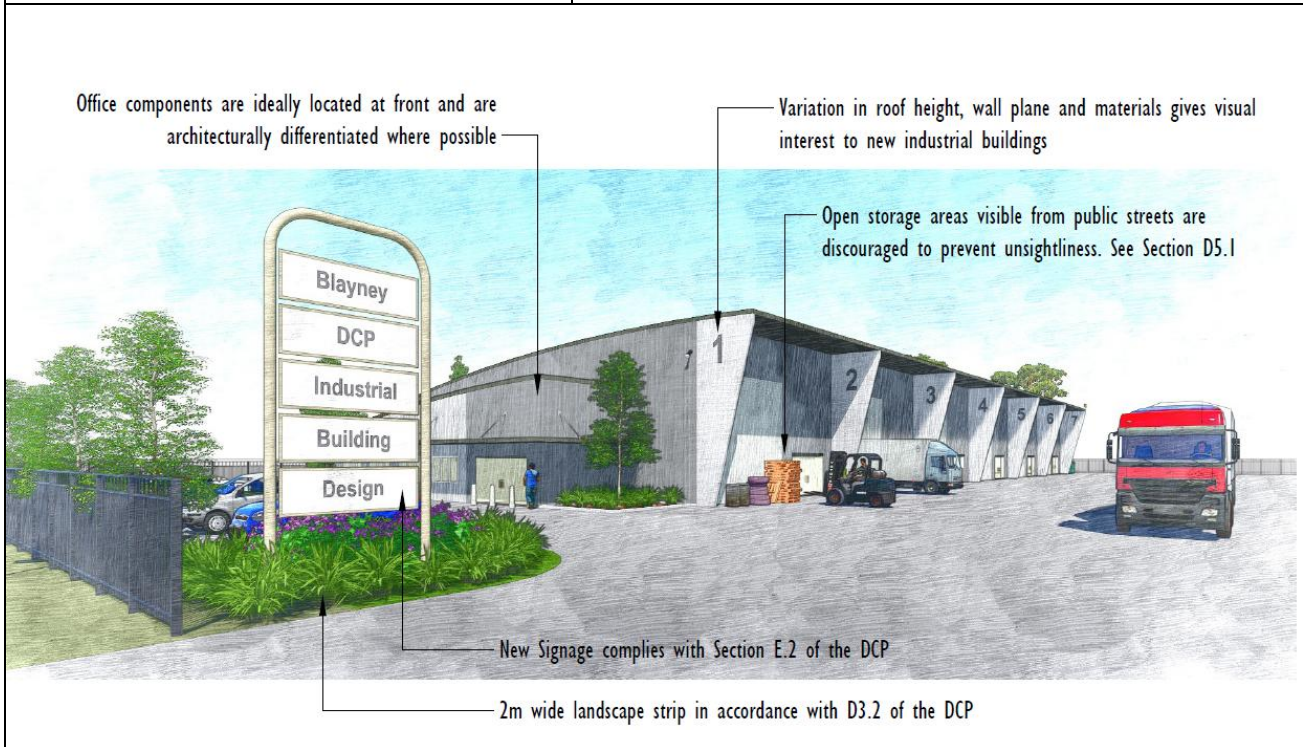 Office components are ideally located at front and are
architecturally differentiated where possible
Variation in roof height, wall plane and materials gives visual
interest to new industrial buildings
Open storage areas visible from public streets are
discouraged to prevent unsightliness. See Section D5.1
Blayney
DCP
Industrial
Building
Design
1
2
3
4
5
6
7
New Signage complies with Section E.2 of the DCP
2m wide landscape strip in accordance with D3.2 of the DCP